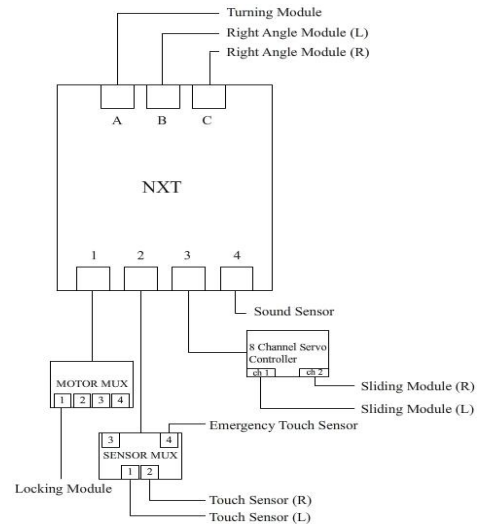 Turning Module
Right Angle Module (L)
Right Angle Module (R)
A B C
NXT
1 2 3 4
Sound Sensor
8 Channel Servo
Controller
ch 1 ch 2
MOTOR MUX
1 2 3 4
Sliding Module (R)
Sliding Module (L)
Emergency Touch Sensor
3 4
SENSOR MUX
1 2
Locking Module
Touch Sensor (R)
Touch Sensor (L)